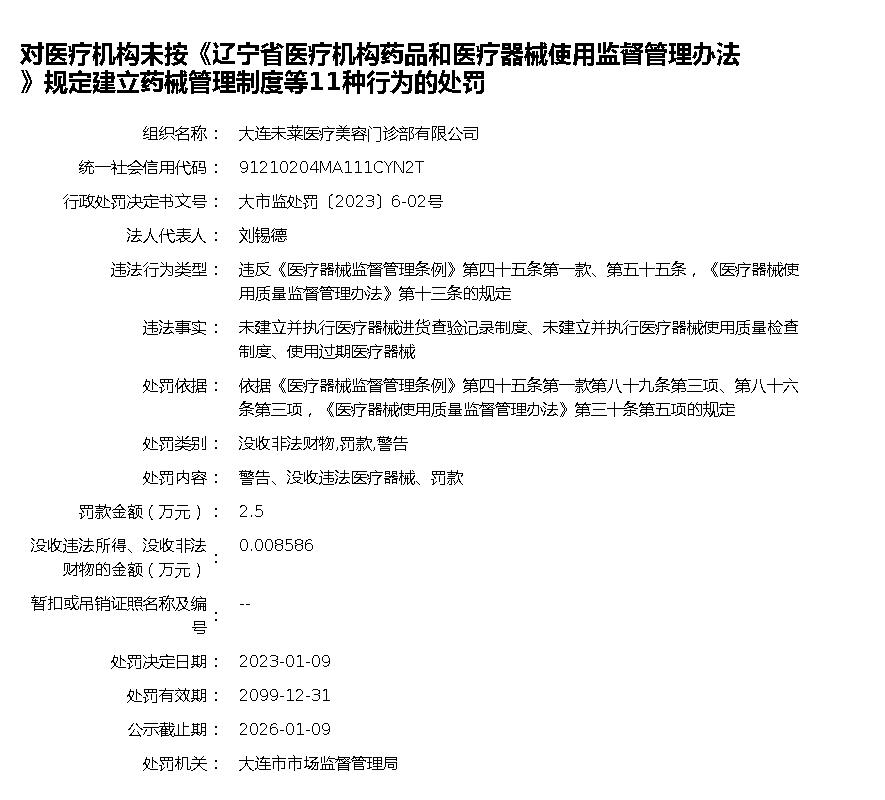 对医疗机构未按《辽宁省医疗机构药品和医疗器械使用监督管理办法
》规定建立药械管理制度等11种行为的处罚
组织名称： 大连未莱医疗美容门诊部有限公司
统一社会信用代码： 91210204MA111CYN2T
行政处罚决定书文号： 大市监处罚〔2023〕6-02号
法人代表人： 刘锡德
违法行为类型： 违反《医疗器械监督管理条例》第四十五条第一款、第五十五条，《医疗器械使
用质量监督管理办法》第十三条的规定
违法事实： 未建立并执行医疗器械进货查验记录制度、未建立并执行医疗器械使用质量检查
制度、使用过期医疗器械
处罚依据： 依据《医疗器械监督管理条例》第四十五条第一款第八十九条第三项、第八十六
条第三项，《医疗器械使用质量监督管理办法》第三十条第五项的规定
处罚类别： 没收非法财物,罚款,警告
处罚内容： 警告、没收违法医疗器械、罚款
罚款金额（万元）： 2.5
没收违法所得、没收非法
财物的金额（万元）： 0.008586
暂扣或吊销证照名称及编
号： --
处罚决定日期： 2023-01-09
处罚有效期： 2099-12-31
公示截止期： 2026-01-09
处罚机关： 大连市市场监督管理局